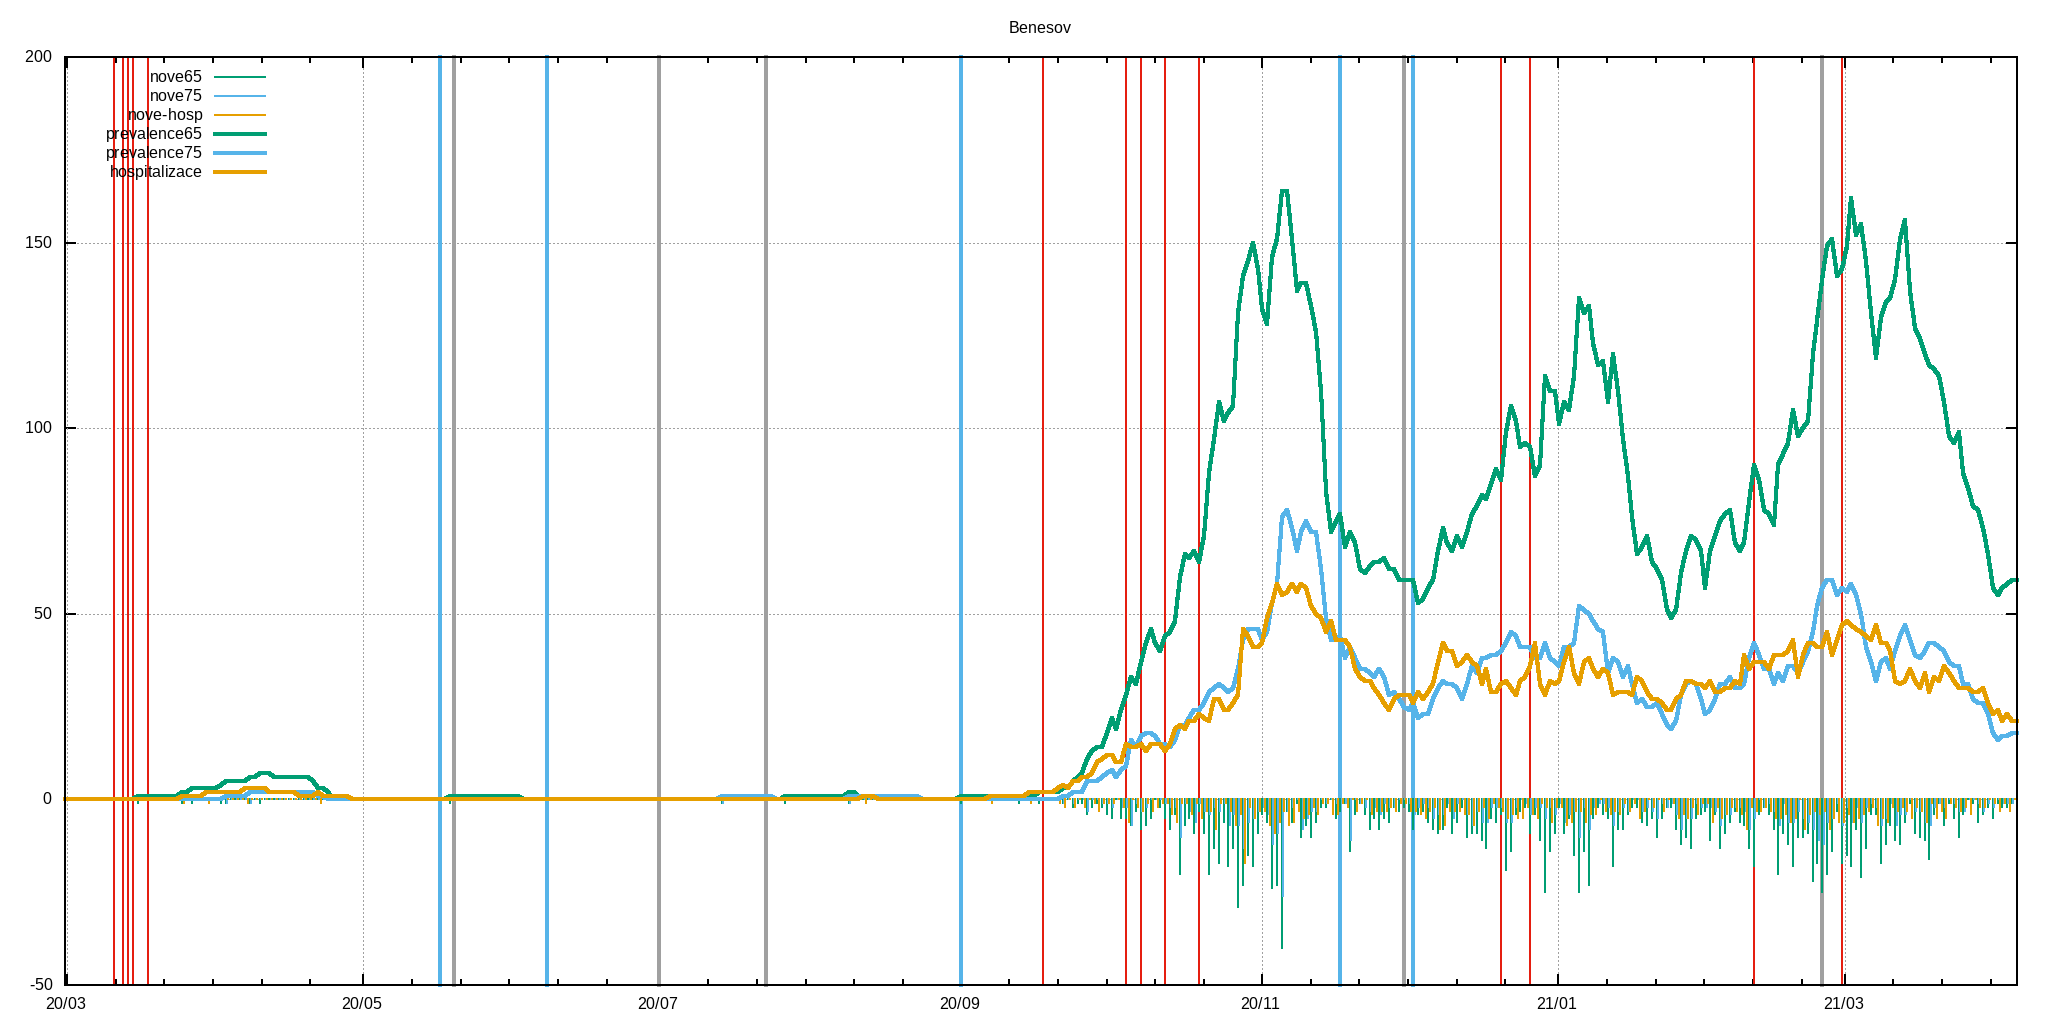 Benesov
200
nove65
nove75
nove-hosp
prevalence65
prevalence75
hospitalizace
150
100
50
0
-50
20/03 20/05 20/07 20/09 20/11 21/01 21/03